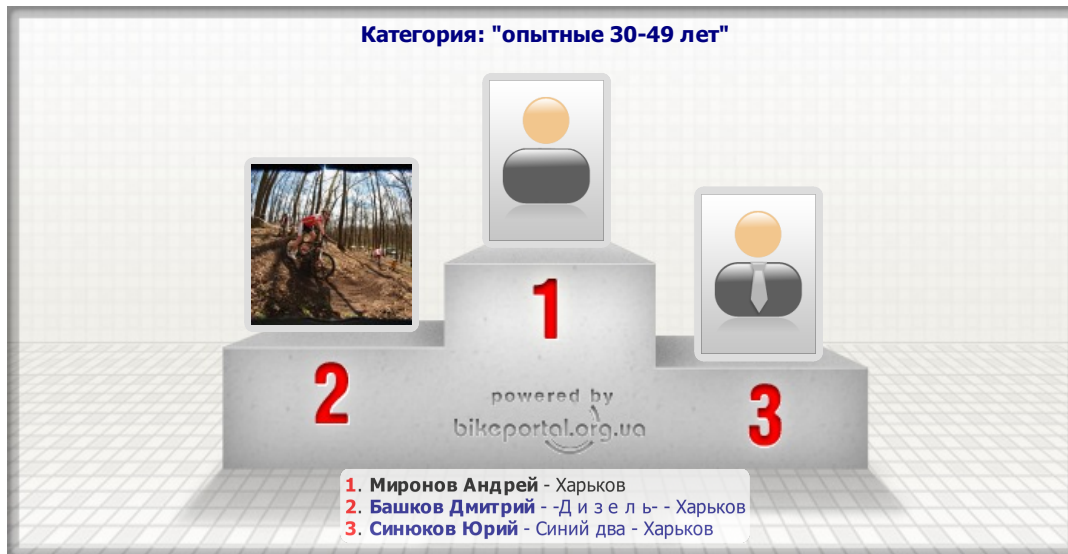 Категория: "опытные 30-49 лет"
1
2
3
powered by
bikeportal.org.ua
1. Миронов Андрей - Харьков
2. Башков Дмитрий - -Д и з е л ь- - Харьков
3. Синюков Юрий - Синий два - Харьков